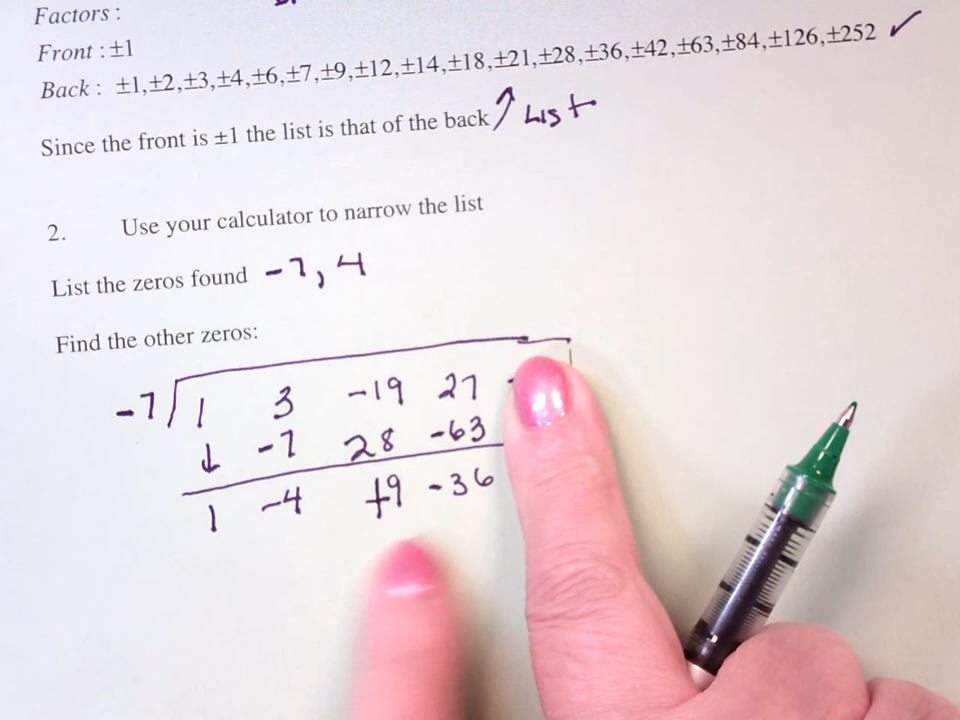 Factors :
Front : ±1
Back : ±1,±2,±3,±4,±6,±7,±9,±12,±14,±18,±21,±28,±36,±42,±63,±84,±126,±252 ✓
Since the front is ±1 the list is that of the back ↑ List
2. Use your calculator to narrow the list
List the zeros found -7, 4
Find the other zeros:
-7 1 3 -19 27
↓ -7 28 -63
1 -4 +9 -36